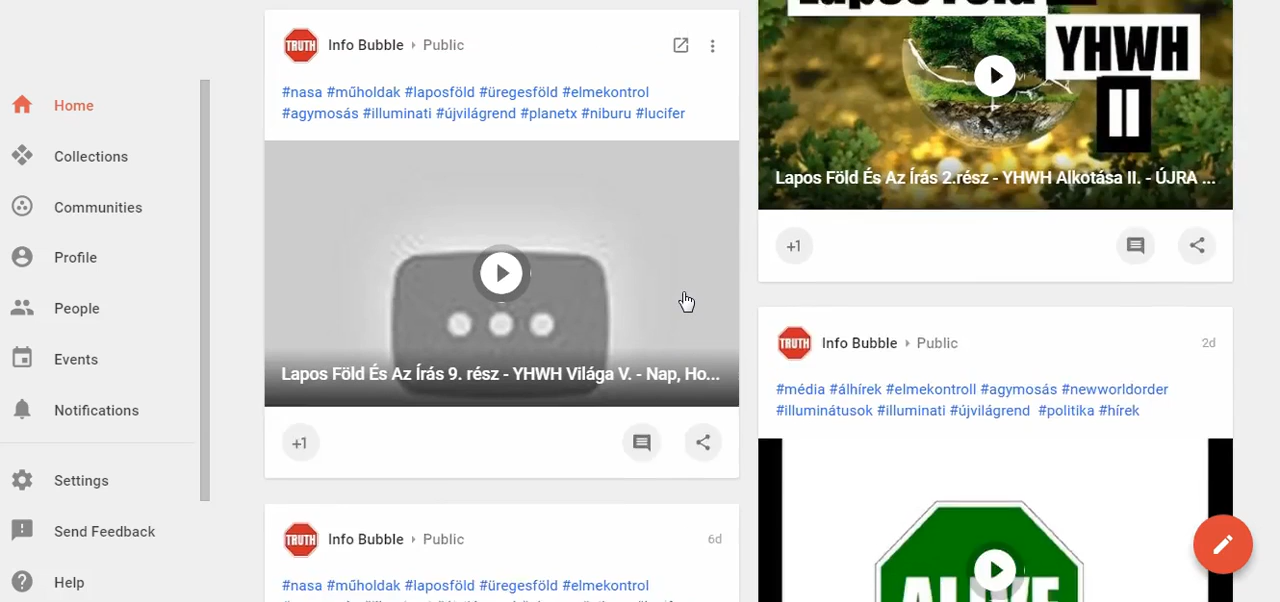 Home
Collections
Communities
Profile
People
Events
Notifications
Settings
Send Feedback
Help
TRUTH
Info Bubble
Public
#nasa #műholdak #laposföld #üregesföld #elmekontrol
#agymosás #illuminati #újvilágrend #planetx #niburu #lucifer
Lapos Föld És Az Írás 9. rész - YHWH Világa V. - Nap, Ho...
+1
TRUTH
Info Bubble
Public
6d
#nasa #műholdak #laposföld #üregesföld #elmekontrol
YHWH
II
Lapos Föld És Az Írás 2.rész - YHWH Alkotása II. - ÚJRA ...
+1
TRUTH
Info Bubble
Public
2d
#média #álhírek #elmekontroll #agymosás #newworldorder
#illuminátusok #illuminati #újvilágrend #politika #hírek
ALIVE